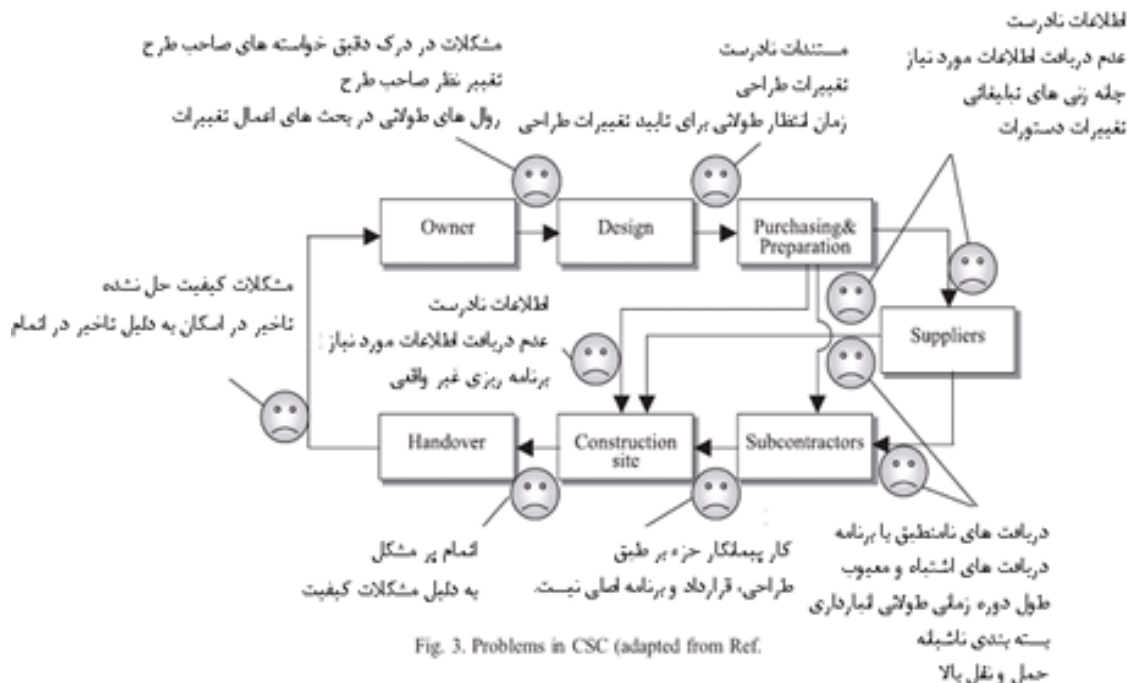 اطلاعات نادرست
عدم دریافت اطلاعات مورد نیاز
چانه زنی های تبلیغاتی
تغییرات دستورات
مشکلات در درک دقیق خواسته های صاحب طرح
تغییر نظر صاحب طرح
روال های طولانی در بحث های اعمال تغییرات
مستندات نادرست
تغییرات طراحی
زمان انتظار طولانی برای تایید تغییرات طراحی
Owner
Design
Purchasing&
Preparation
Suppliers
مشکلات کیفیت حل نشده
تاخیر در اسکان به دلیل تاخیر در اتمام
اطلاعات نادرست
عدم دریافت اطلاعات مورد نیاز :
برنامه ریزی غیر واقعی
Handover
Construction
site
Subcontractors
اتمام پر مشکل
به دلیل مشکلات کیفیت
کار پیمانکار جزء بر طبق
طراحی، قرارداد و برنامه اصلی نیست.
دریافت های نامنطبق با برنامه
دریافت های اشتباه و معیوب
طول دوره زمانی طولانی انبارداری
بسته بندی ناشیانه
حمل و نقل بالا
Fig. 3. Problems in CSC (adapted from Ref.